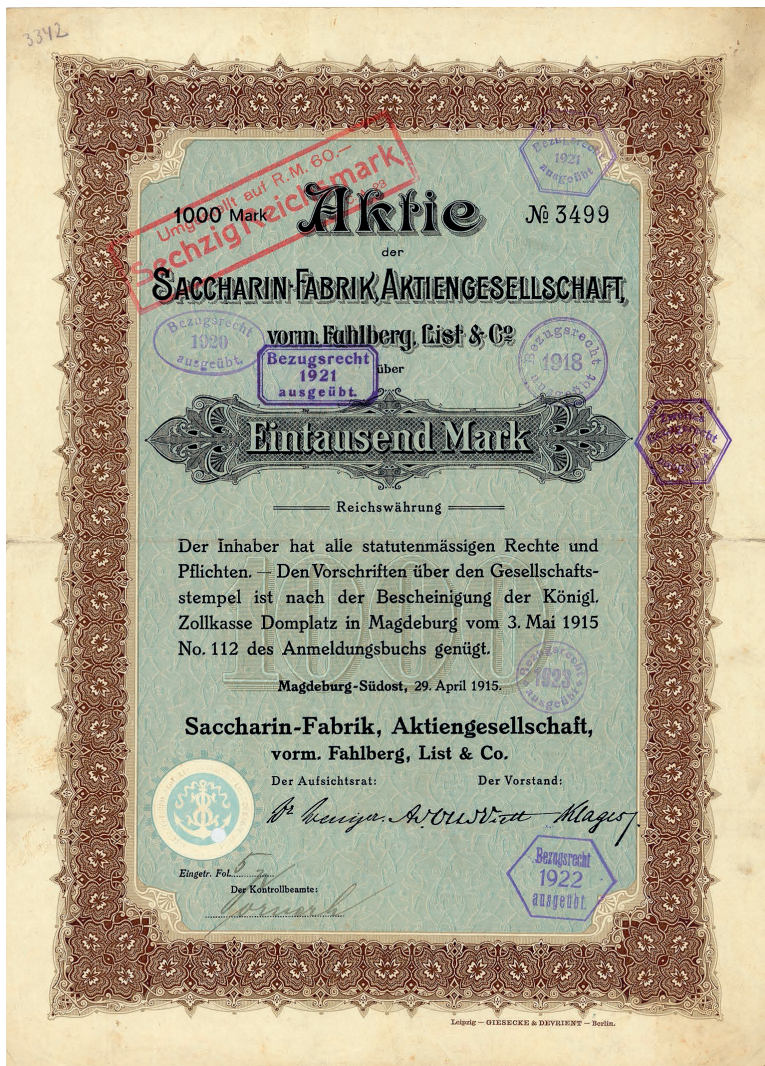 3342
Bezugsrecht
1921
ausgeübt
Umgestellt auf R.M. 60.-
Sechzig Reichsmark
1000 Mark Aktie № 3499
der
SACCHARIN-FABRIK, AKTIENGESELLSCHAFT,
vorm. Fahlberg, List & Co
Bezugsrecht
1920
ausgeübt.
Bezugsrecht
1921
ausgeübt.
Bezugsrecht
1918
über
Eintausend Mark
Bezugsrecht
Reichswährung
Der Inhaber hat alle statutenmässigen Rechte und
Pflichten. — Den Vorschriften über den Gesellschafts-
stempel ist nach der Bescheinigung der Königl.
Zollkasse Domplatz in Magdeburg vom 3. Mai 1915
No. 112 des Anmeldungsbuchs genügt.
1000
Bezugsrecht
1923
ausgeübt
Magdeburg-Südost, 29. April 1915.
Saccharin-Fabrik, Aktiengesellschaft,
vorm. Fahlberg, List & Co.
Der Aufsichtsrat: Der Vorstand:
Klages
Bezugsrecht
1922
ausgeübt.
Eingetr. Fol. 5
Der Kontrollbeamte:
Leipzig — GIESECKE & DEVRIENT — Berlin.